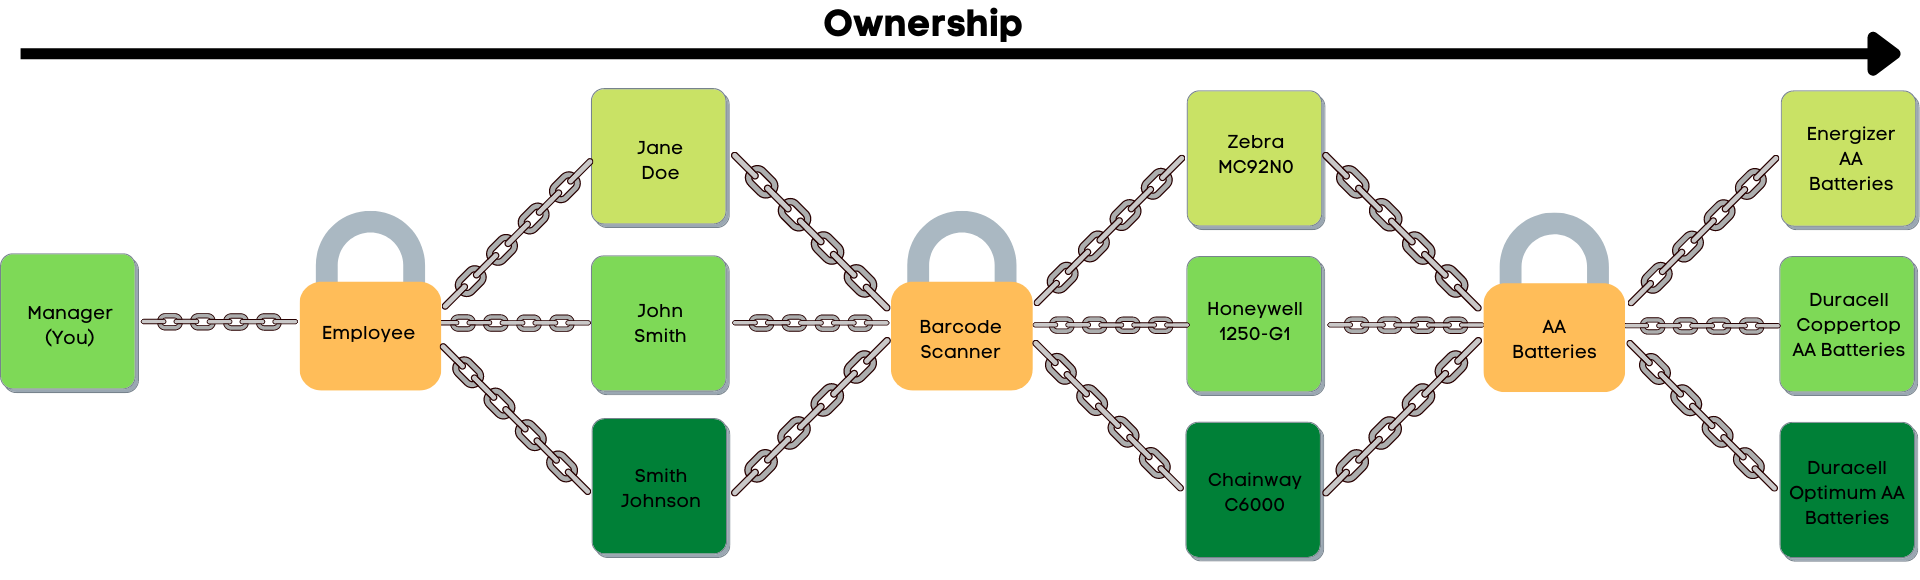 Ownership
Manager
(You)
Employee
Jane
Doe
John
Smith
Smith
Johnson
Barcode
Scanner
Zebra
MC92N0
Honeywell
1250-G1
Chainway
C6000
AA
Batteries
Energizer
AA
Batteries
Duracell
Coppertop
AA Batteries
Duracell
Optimum AA
Batteries